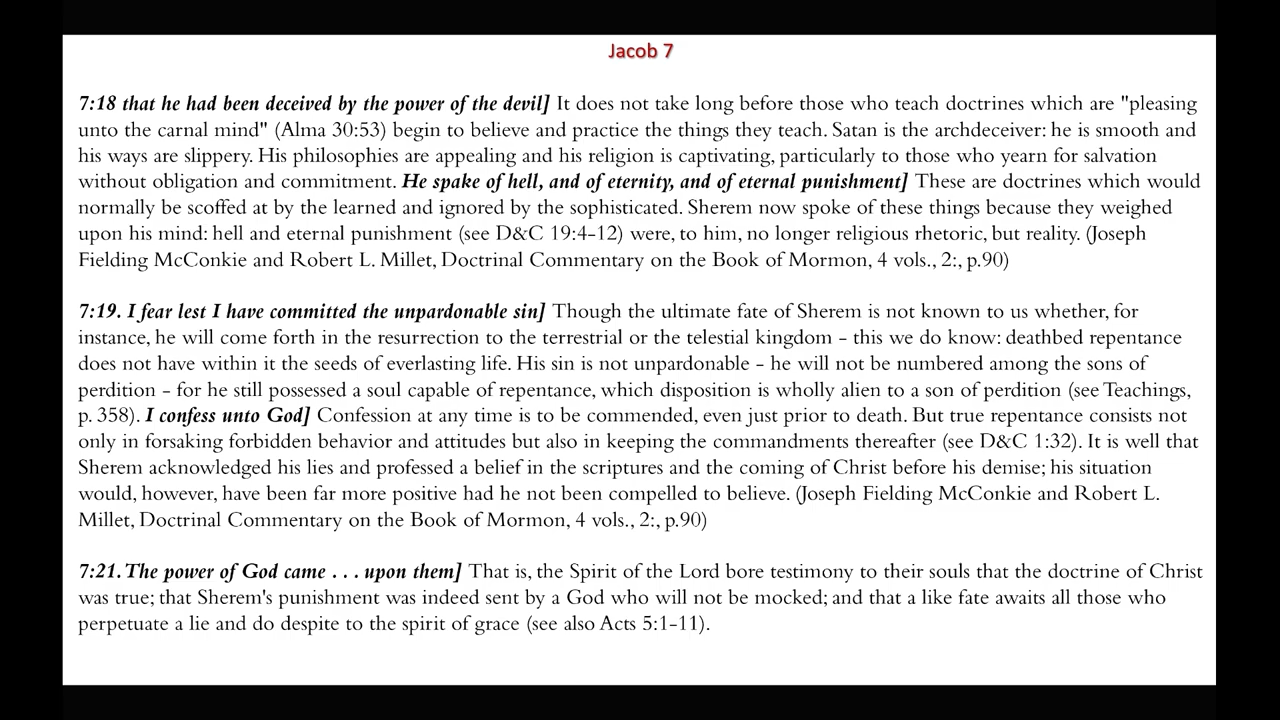 Jacob 7
7:18 that he had been deceived by the power of the devil] It does not take long before those who teach doctrines which are "pleasing
unto the carnal mind" (Alma 30:53) begin to believe and practice the things they teach. Satan is the archdeceiver: he is smooth and
his ways are slippery. His philosophies are appealing and his religion is captivating, particularly to those who yearn for salvation
without obligation and commitment. He spake of hell, and of eternity, and of eternal punishment] These are doctrines which would
normally be scoffed at by the learned and ignored by the sophisticated. Sherem now spoke of these things because they weighed
upon his mind: hell and eternal punishment (see D&C 19:4-12) were, to him, no longer religious rhetoric, but reality. (Joseph
Fielding McConkie and Robert L. Millet, Doctrinal Commentary on the Book of Mormon, 4 vols., 2:, p.90)
7:19. I fear lest I have committed the unpardonable sin] Though the ultimate fate of Sherem is not known to us whether, for
instance, he will come forth in the resurrection to the terrestrial or the telestial kingdom - this we do know: deathbed repentance
does not have within it the seeds of everlasting life. His sin is not unpardonable - he will not be numbered among the sons of
perdition - for he still possessed a soul capable of repentance, which disposition is wholly alien to a son of perdition (see Teachings,
p. 358). I confess unto God] Confession at any time is to be commended, even just prior to death. But true repentance consists not
only in forsaking forbidden behavior and attitudes but also in keeping the commandments thereafter (see D&C 1:32). It is well that
Sherem acknowledged his lies and professed a belief in the scriptures and the coming of Christ before his demise; his situation
would, however, have been far more positive had he not been compelled to believe. (Joseph Fielding McConkie and Robert L.
Millet, Doctrinal Commentary on the Book of Mormon, 4 vols., 2:, p.90)
7:21. The power of God came . . . upon them] That is, the Spirit of the Lord bore testimony to their souls that the doctrine of Christ
was true; that Sherem's punishment was indeed sent by a God who will not be mocked; and that a like fate awaits all those who
perpetuate a lie and do despite to the spirit of grace (see also Acts 5:1-11).